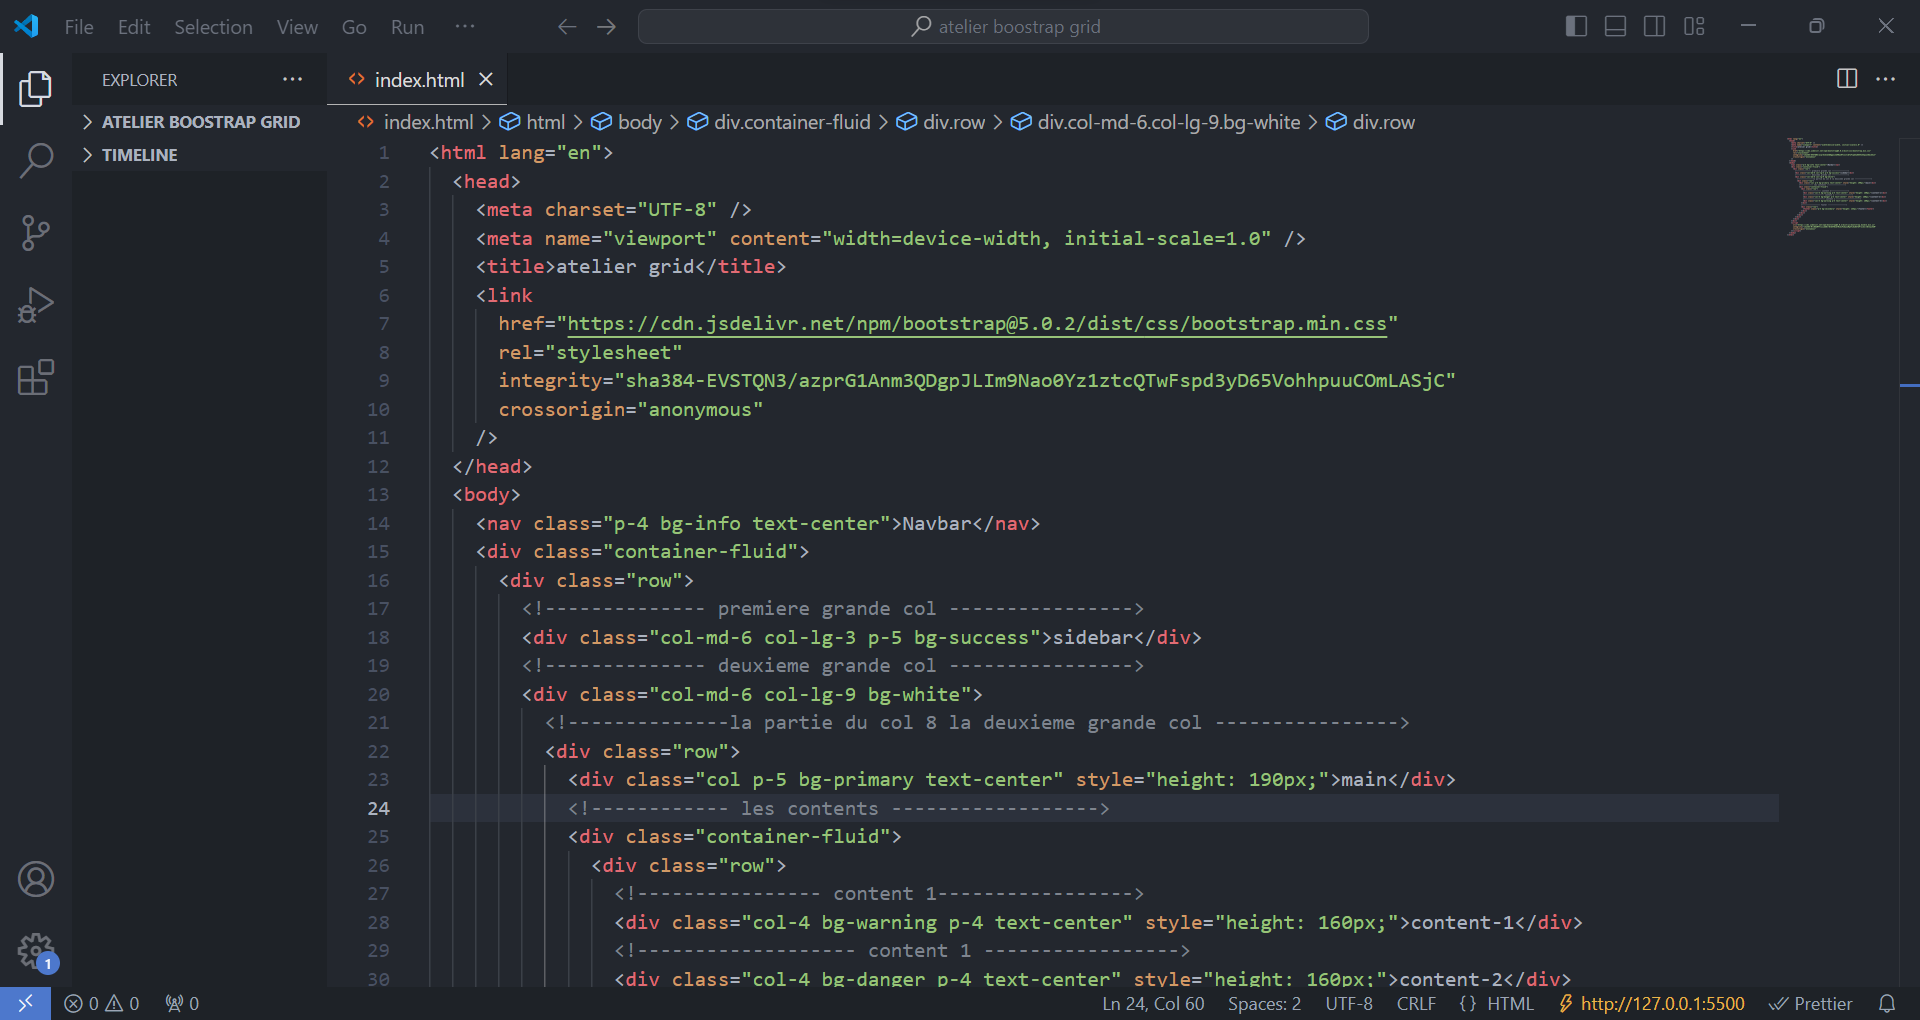 File Edit Selection View Go Run ···
atelier boostrap grid
EXPLORER ···
index.html
ATELIER BOOSTRAP GRID
TIMELINE
index.html > html > body > div.container-fluid > div.row > div.col-md-6.col-lg-9.bg-white > div.row
1 <html lang="en">
2 <head>
3 <meta charset="UTF-8" />
4 <meta name="viewport" content="width=device-width, initial-scale=1.0" />
5 <title>atelier grid</title>
6 <link
7 href="https://cdn.jsdelivr.net/npm/bootstrap@5.0.2/dist/css/bootstrap.min.css"
8 rel="stylesheet"
9 integrity="sha384-EVSTQN3/azprG1Anm3QDgpJLIm9Nao0Yz1ztcQTwFspd3yD65VohhpuuCOmLASjC"
10 crossorigin="anonymous"
11 />
12 </head>
13 <body>
14 <nav class="p-4 bg-info text-center">Navbar</nav>
15 <div class="container-fluid">
16 <div class="row">
17 <!-------------- premiere grande col ---------------->
18 <div class="col-md-6 col-lg-3 p-5 bg-success">sidebar</div>
19 <!-------------- deuxieme grande col ---------------->
20 <div class="col-md-6 col-lg-9 bg-white">
21 <!--------------la partie du col 8 la deuxieme grande col ---------------->
22 <div class="row">
23 <div class="col p-5 bg-primary text-center" style="height: 190px;">main</div>
24 <!------------ les contents ------------------>
25 <div class="container-fluid">
26 <div class="row">
27 <!---------------- content 1----------------->
28 <div class="col-4 bg-warning p-4 text-center" style="height: 160px;">content-1</div>
29 <!------------------- content 1 ----------------->
30 <div class="col-4 bg-danger p-4 text-center" style="height: 160px;">content-2</div>
1
0 0 0 Ln 24, Col 60 Spaces: 2 UTF-8 CRLF {} HTML http://127.0.0.1:5500 Prettier